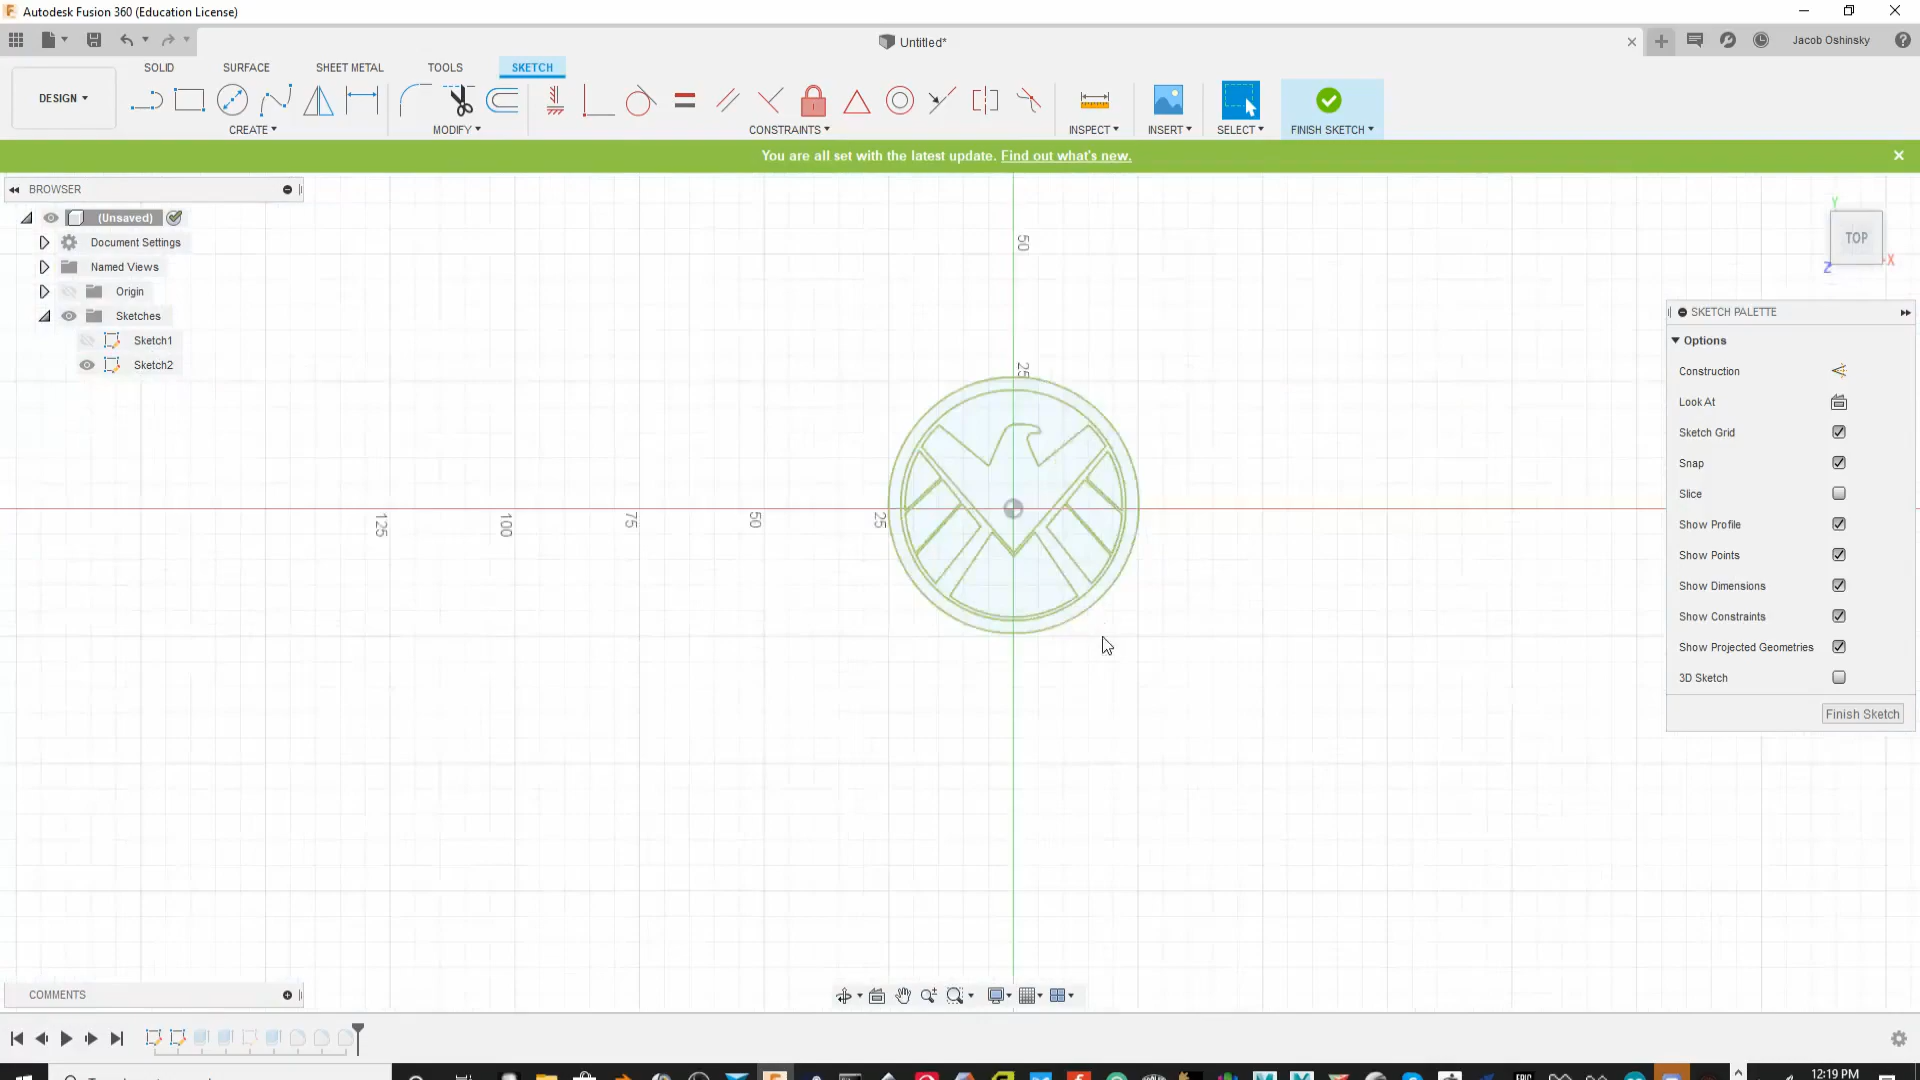 Autodesk Fusion 360 (Education License)
Untitled*
Jacob Oshinsky
SOLID
SURFACE
SHEET METAL
TOOLS
SKETCH
DESIGN
CREATE
MODIFY
CONSTRAINTS
INSPECT
INSERT
SELECT
FINISH SKETCH
You are all set with the latest update. Find out what's new.
BROWSER
(Unsaved)
Document Settings
Named Views
Origin
Sketches
Sketch1
Sketch2
50
25
125
100
75
50
25
Y
TOP
Z
X
SKETCH PALETTE
Options
Construction
Look At
Sketch Grid
Snap
Slice
Show Profile
Show Points
Show Dimensions
Show Constraints
Show Projected Geometries
3D Sketch
Finish Sketch
COMMENTS
12:19 PM